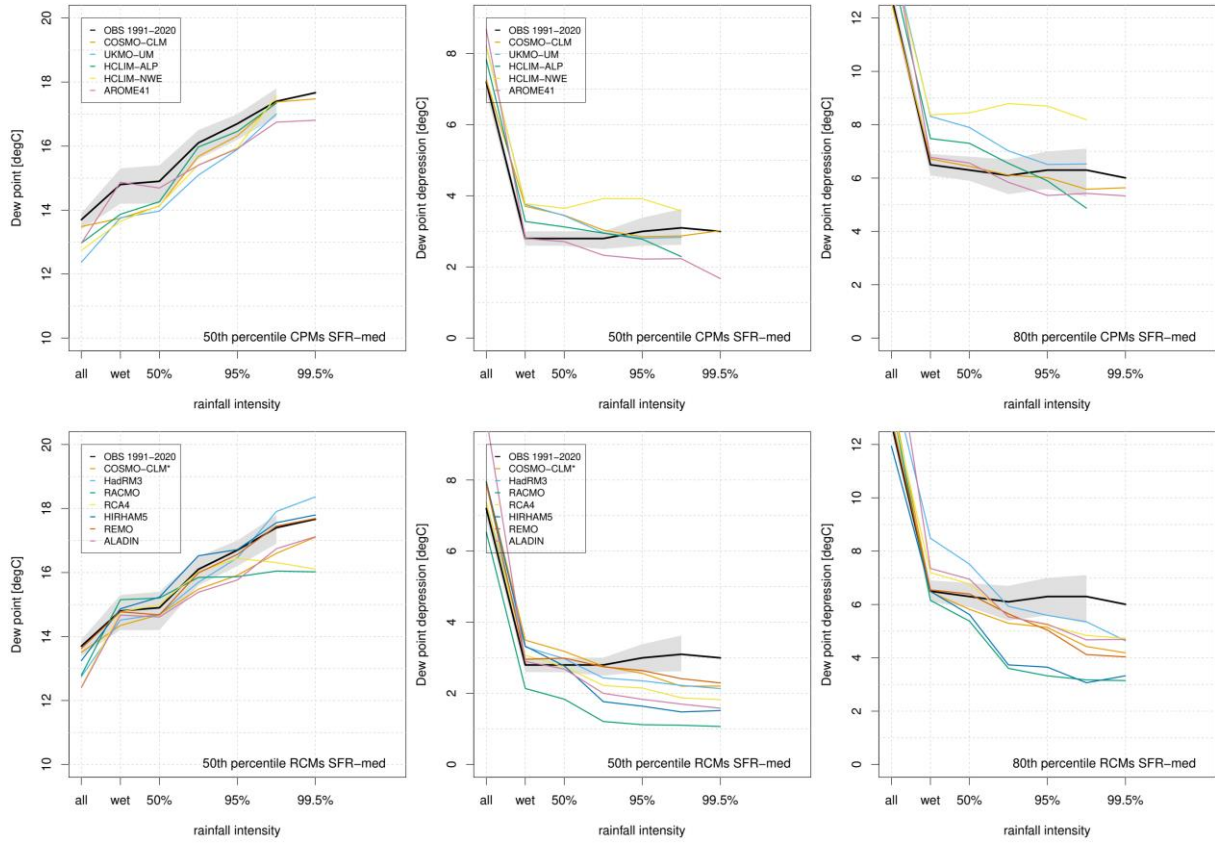 Dew point [degC]
20
18
16
14
12
10
OBS 1991−2020
COSMO−CLM
UKMO−UM
HCLIM−ALP
HCLIM−NWE
AROME41
50th percentile CPMs SFR−med
all wet 50% 95% 99.5%
rainfall intensity
Dew point depression [degC]
8
6
4
2
0
OBS 1991−2020
COSMO−CLM
UKMO−UM
HCLIM−ALP
HCLIM−NWE
AROME41
50th percentile CPMs SFR−med
all wet 50% 95% 99.5%
rainfall intensity
Dew point depression [degC]
12
10
8
6
4
2
0
80th percentile CPMs SFR−med
all wet 50% 95% 99.5%
rainfall intensity
Dew point [degC]
20
18
16
14
12
10
OBS 1991−2020
COSMO−CLM*
HadRM3
RACMO
RCA4
HIRHAM5
REMO
ALADIN
50th percentile RCMs SFR−med
all wet 50% 95% 99.5%
rainfall intensity
Dew point depression [degC]
8
6
4
2
0
OBS 1991−2020
COSMO−CLM*
HadRM3
RACMO
RCA4
HIRHAM5
REMO
ALADIN
50th percentile RCMs SFR−med
all wet 50% 95% 99.5%
rainfall intensity
Dew point depression [degC]
12
10
8
6
4
2
0
80th percentile RCMs SFR−med
all wet 50% 95% 99.5%
rainfall intensity